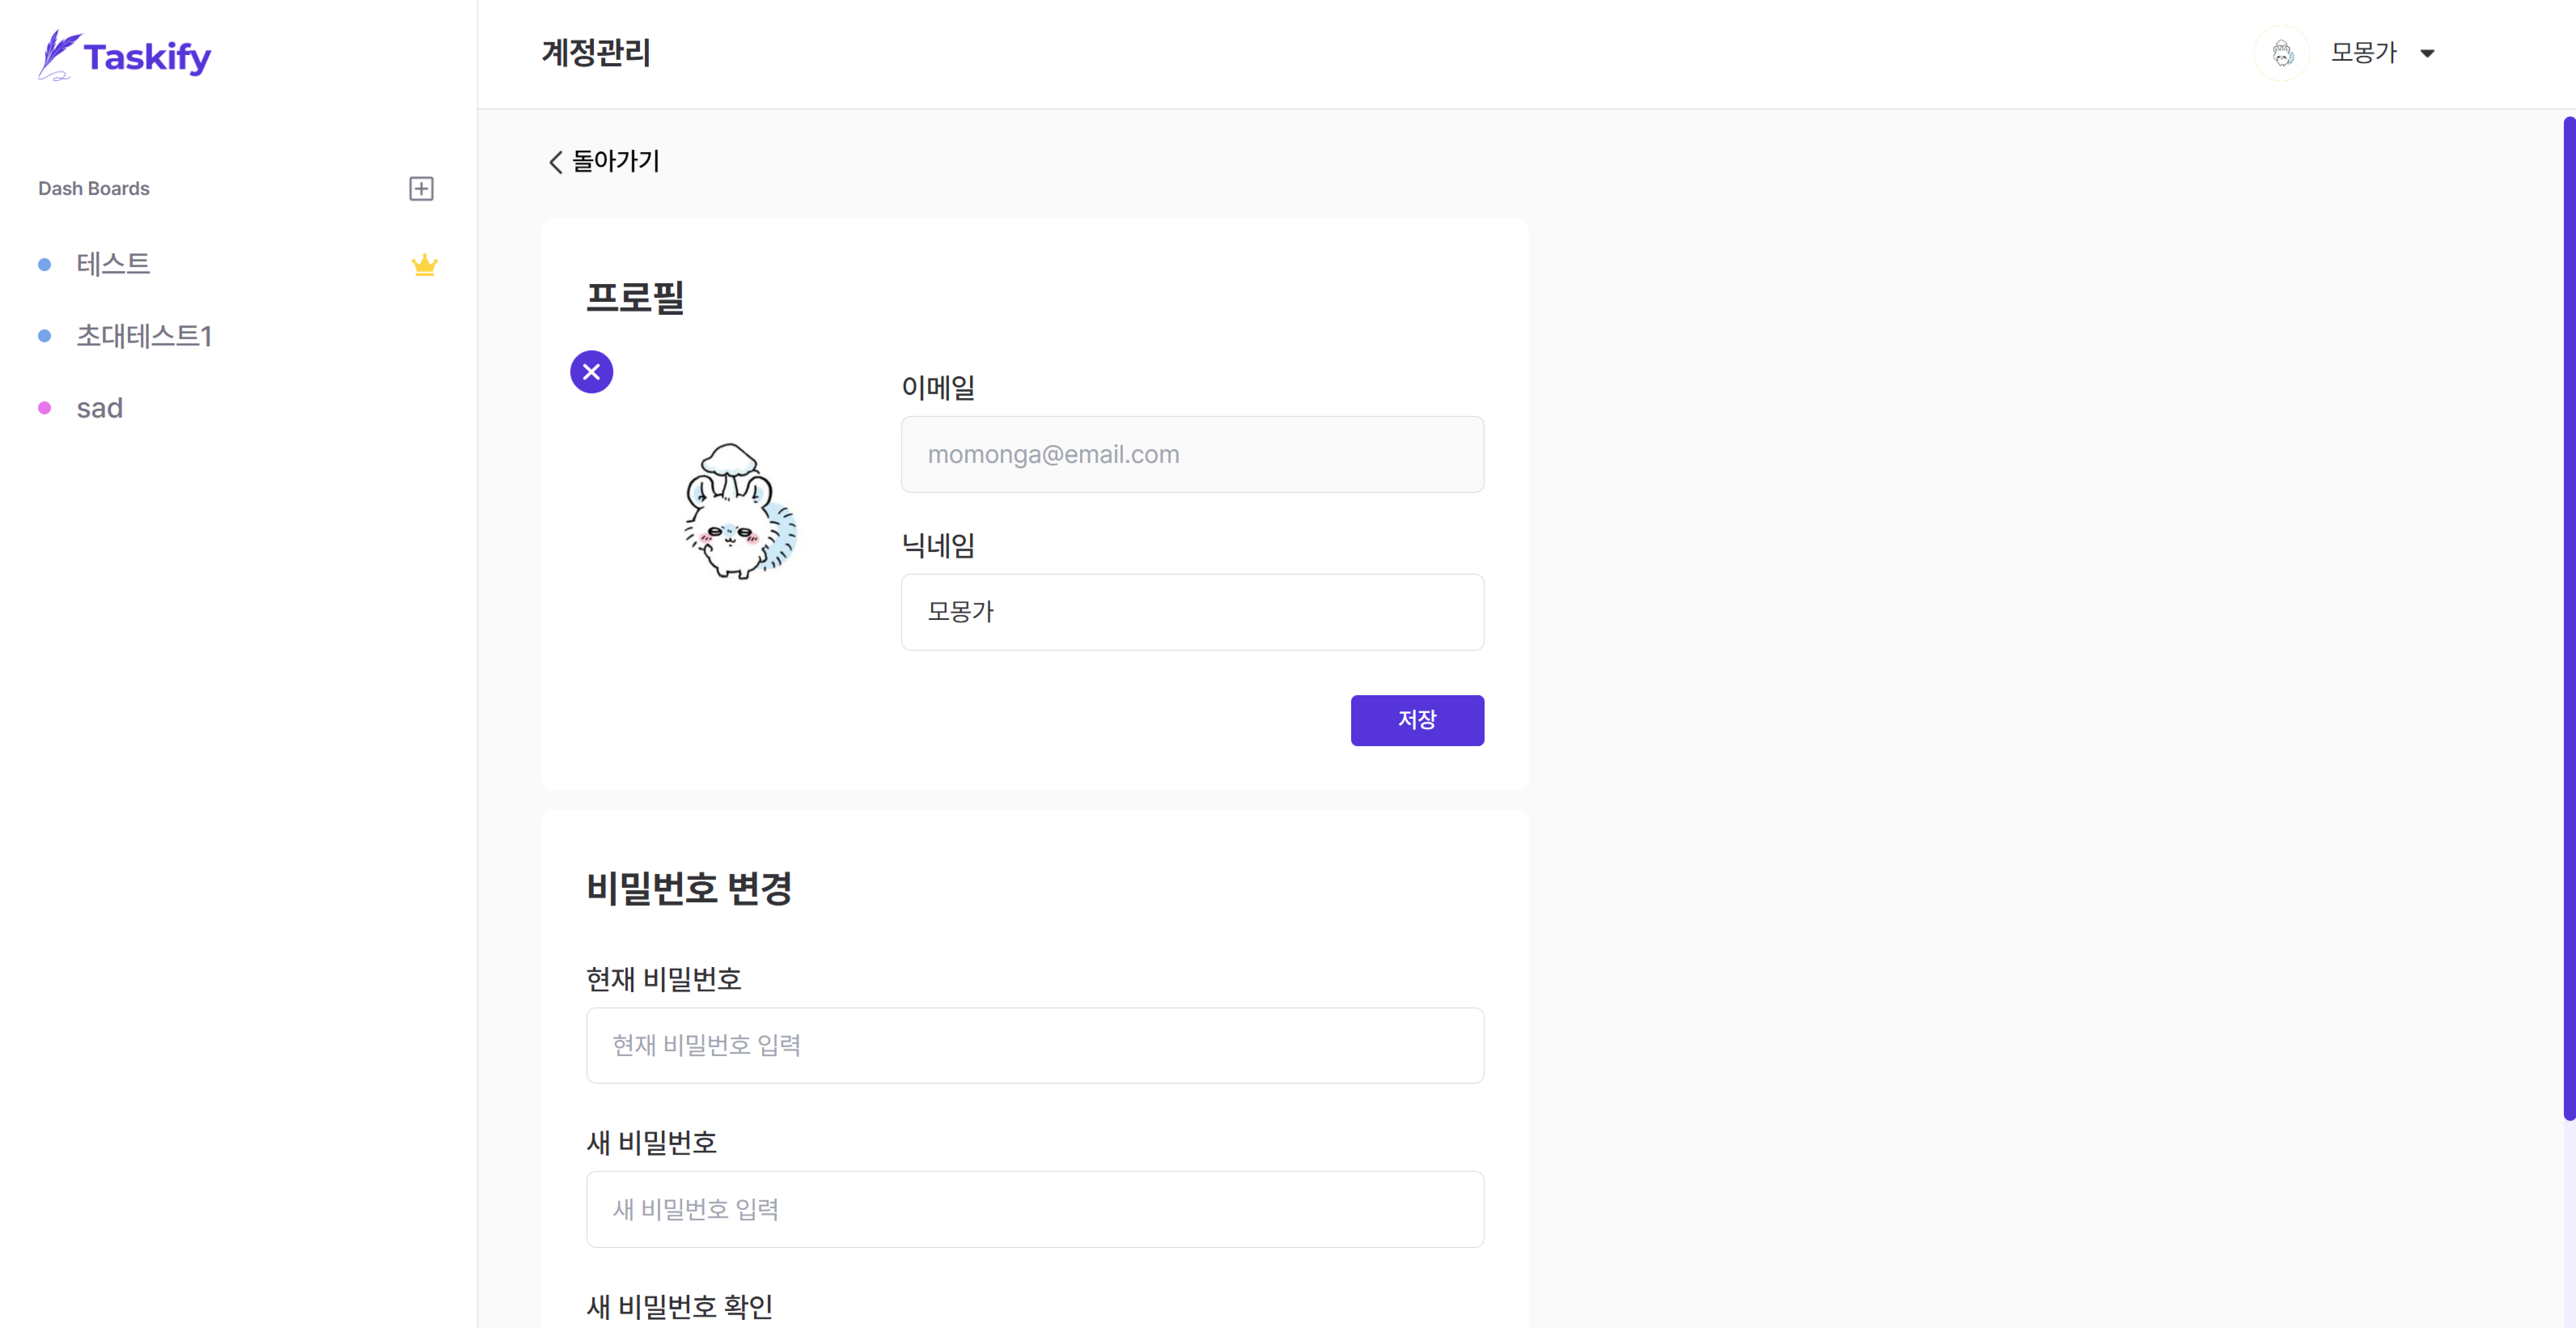 Taskify
Dash Boards
테스트
초대테스트1
sad
계정관리
모몽가
돌아가기
프로필
이메일
momonga@email.com
닉네임
모몽가
저장
비밀번호 변경
현재 비밀번호
현재 비밀번호 입력
새 비밀번호
새 비밀번호 입력
새 비밀번호 확인